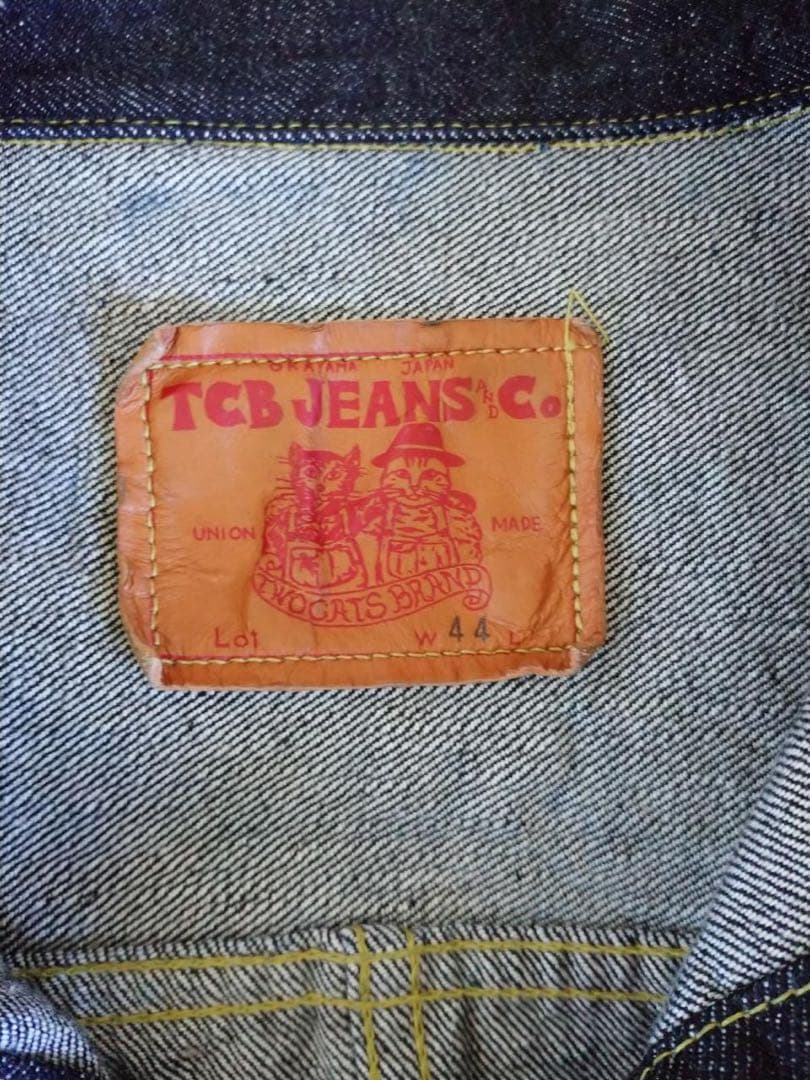 OKAYAMA JAPAN
TCB JEANS AND Co
UNION MADE
TWO CATS BRAND
Lot W 44 L